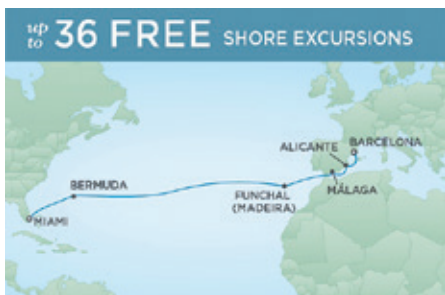 up to 36 FREE SHORE EXCURSIONS
ALICANTE
BARCELONA
BERMUDA
FUNCHAL
(MADEIRA)
MÁLAGA
MIAMI